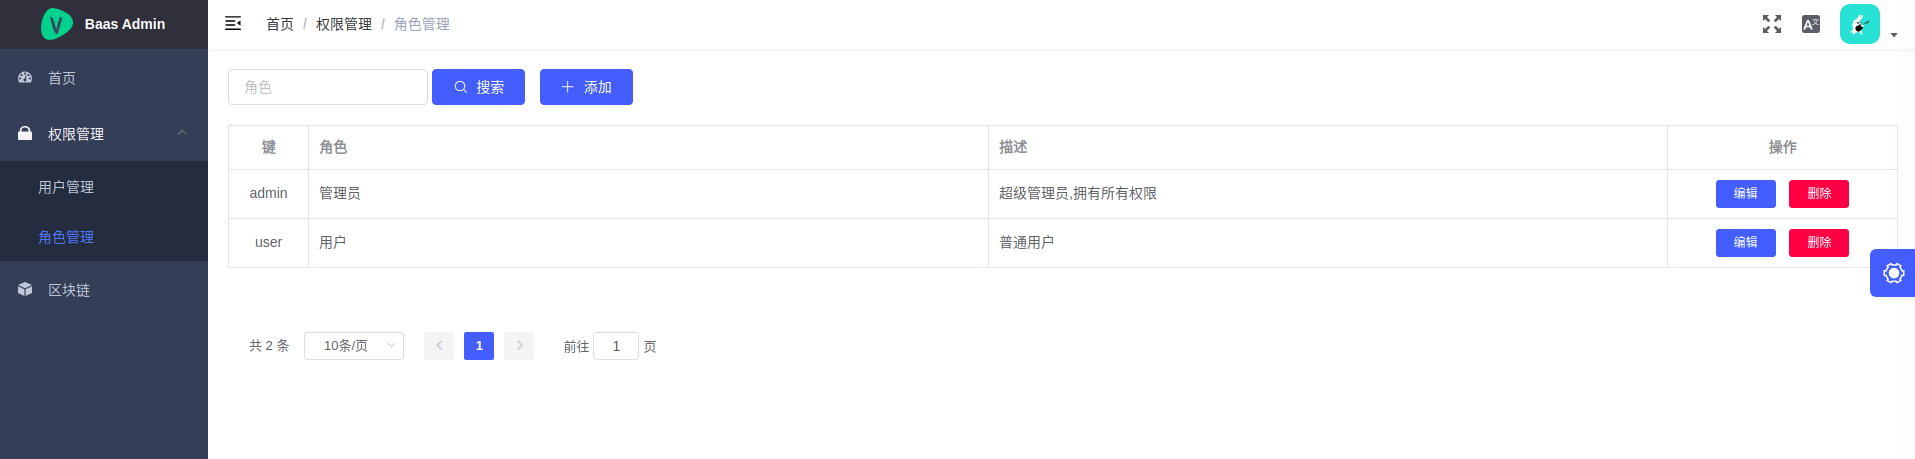 Baas Admin
首页 / 权限管理 / 角色管理
首页
权限管理
用户管理
角色管理
区块链
角色 搜索 添加
键 角色 描述 操作
admin 管理员 超级管理员,拥有所有权限 编辑 删除
user 用户 普通用户 编辑 删除
共 2 条 10条/页 1 前往 1 页